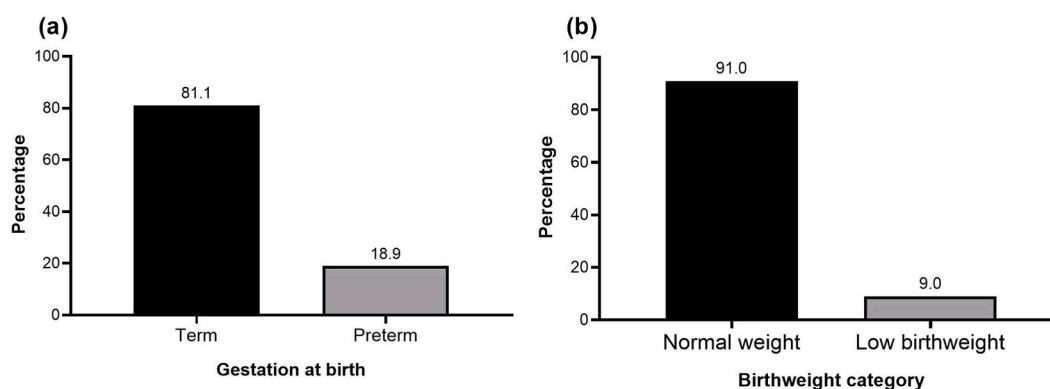 (a)
Percentage
100
80
60
40
20
0
81.1
18.9
Term
Preterm
Gestation at birth
(b)
Percentage
100
80
60
40
20
0
91.0
9.0
Normal weight
Low birthweight
Birthweight category